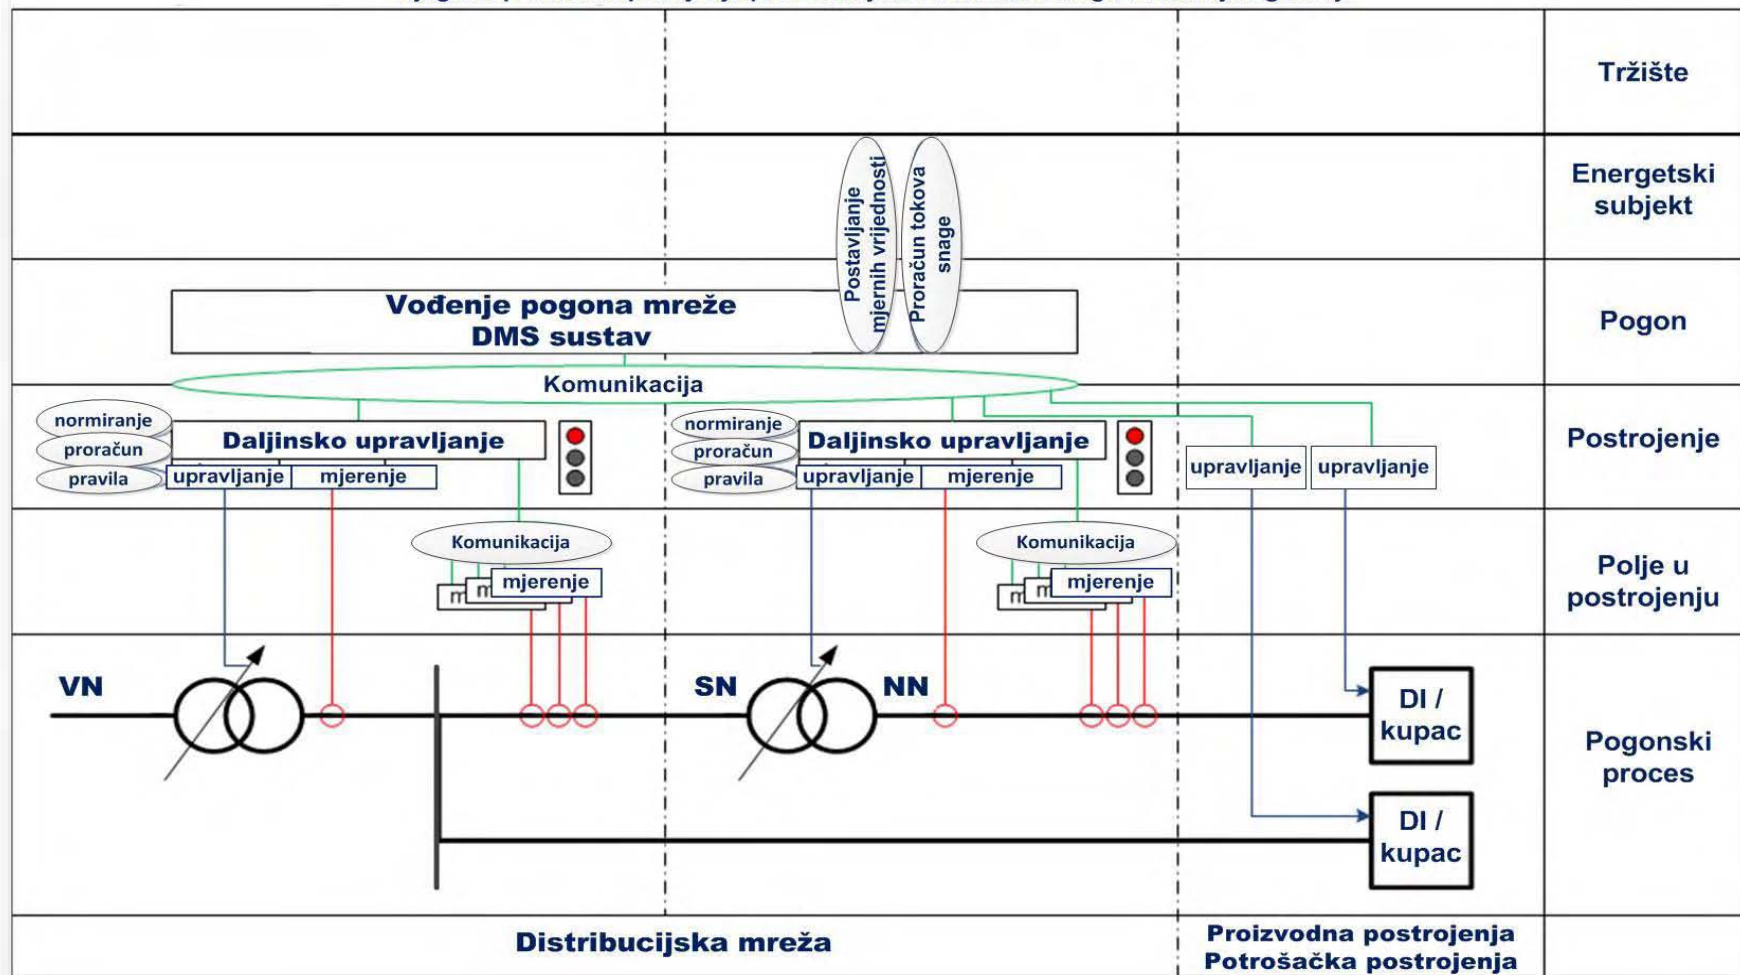 Tržište
Postavljanje
mjernih vrijednosti
Proračun tokova
snage
Energetski
subjekt
Vođenje pogona mreže
DMS sustav
Pogon
Komunikacija
normiranje
proračun
pravila
Daljinsko upravljanje
upravljanje
mjerenje
normiranje
proračun
pravila
Daljinsko upravljanje
upravljanje
mjerenje
upravljanje
upravljanje
Postrojenje
Komunikacija
m
m
mjerenje
Komunikacija
m
m
mjerenje
Polje u
postrojenju
VN
SN
NN
DI /
kupac
DI /
kupac
Pogonski
proces
Distribucijska mreža
Proizvodna postrojenja
Potrošačka postrojenja